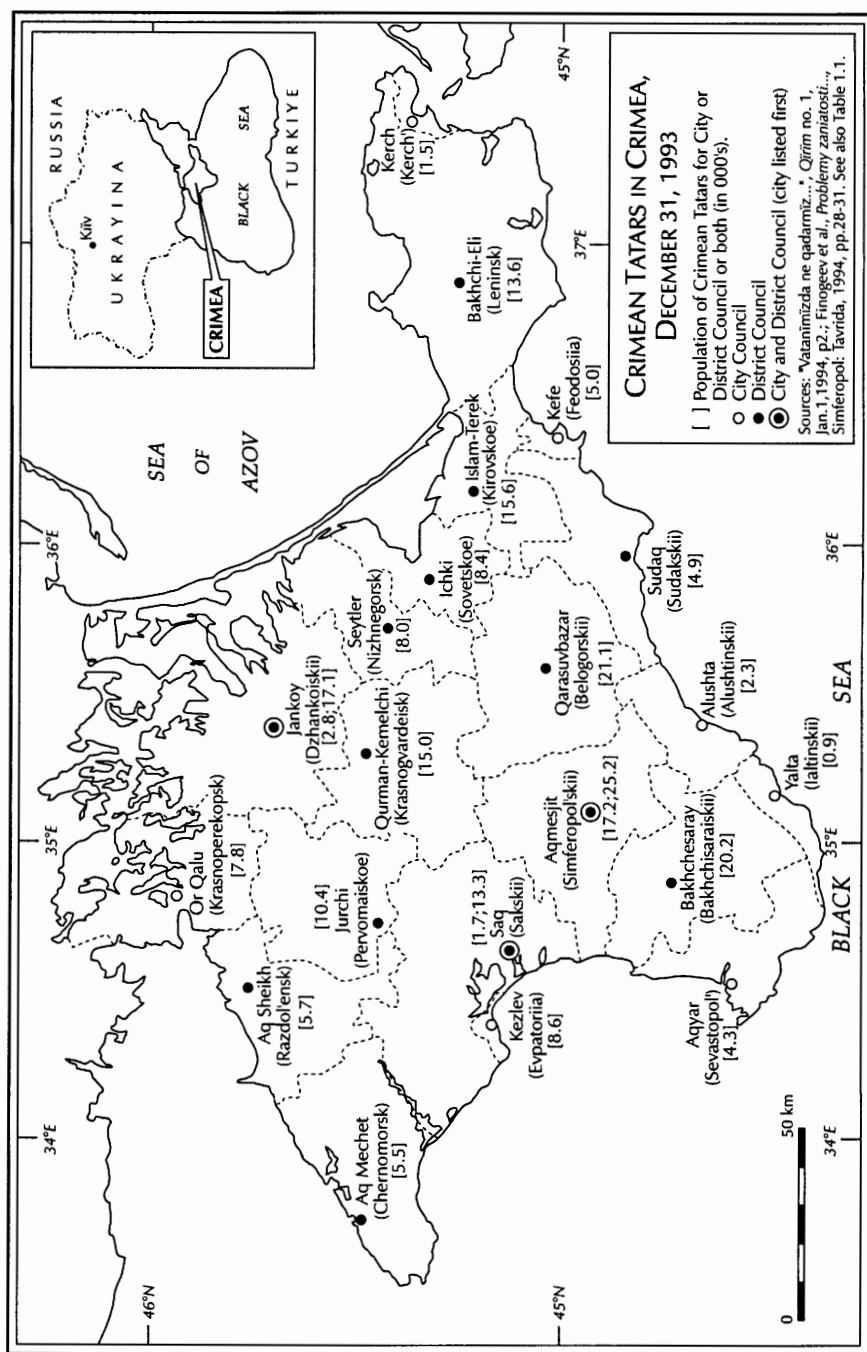 CRIMEAN TATARS IN CRIMEA,
DECEMBER 31, 1993
[ ] Population of Crimean Tatars for City or
District Council or both (in 000's).
City Council
District Council
City and District Council (city listed first)
Sources: "Vatanïmïzda ne qadarmïz...", Qïrïm no. 1,
Jan.1,1994, p2.; Finogeev et al., Problemy zaniatosti...,
Simferopol: Tavrida, 1994, pp.28-31. See also Table 1.1.
RUSSIA
Kiïv
UKRAYINA
CRIMEA
BLACK SEA
TURKIYE
34°E
35°E
36°E
46°N
SEA
OF
AZOV
Or Qalu
(Krasnoperekopsk)
[7.8]
Jankoy
(Dzhankoiskii)
[2.8;17.1]
Aq Sheikh
(Razdol'ensk)
[5.7]
Seytler
(Nizhnegorsk)
[8.0]
Aq Mechet
(Chernomorsk)
[5.5]
[10.4]
Jurchi
(Pervomaiskoe)
Qurman-Kemelchi
(Krasnogvardeisk)
[15.0]
Ichki
(Sovetskoe)
[8.4]
Islam-Terek
(Kirovskoe)
[15.6]
Bakhchi-Eli
(Leninsk)
[13.6]
Kerch
(Kerch')
[1.5]
[1.7;13.3]
Saq
(Sakskii)
Kezlev
(Evpatoriia)
[8.6]
Aqmesjit
(Simferopol'skii)
[17.2;25.2]
Qarasuvbazar
(Belogorskii)
[21.1]
Kefe
(Feodosiia)
[5.0]
Sudaq
(Sudakskii)
[4.9]
Bakhchesaray
(Bakhchisaraiskii)
[20.2]
Alushta
(Alushtinskii)
[2.3]
Aqyar
(Sevastopol')
[4.3]
Yalta
(Ialtinskii)
[0.9]
BLACK SEA
0 50 km
45°N
34°E
35°E
36°E
37°E
45°N